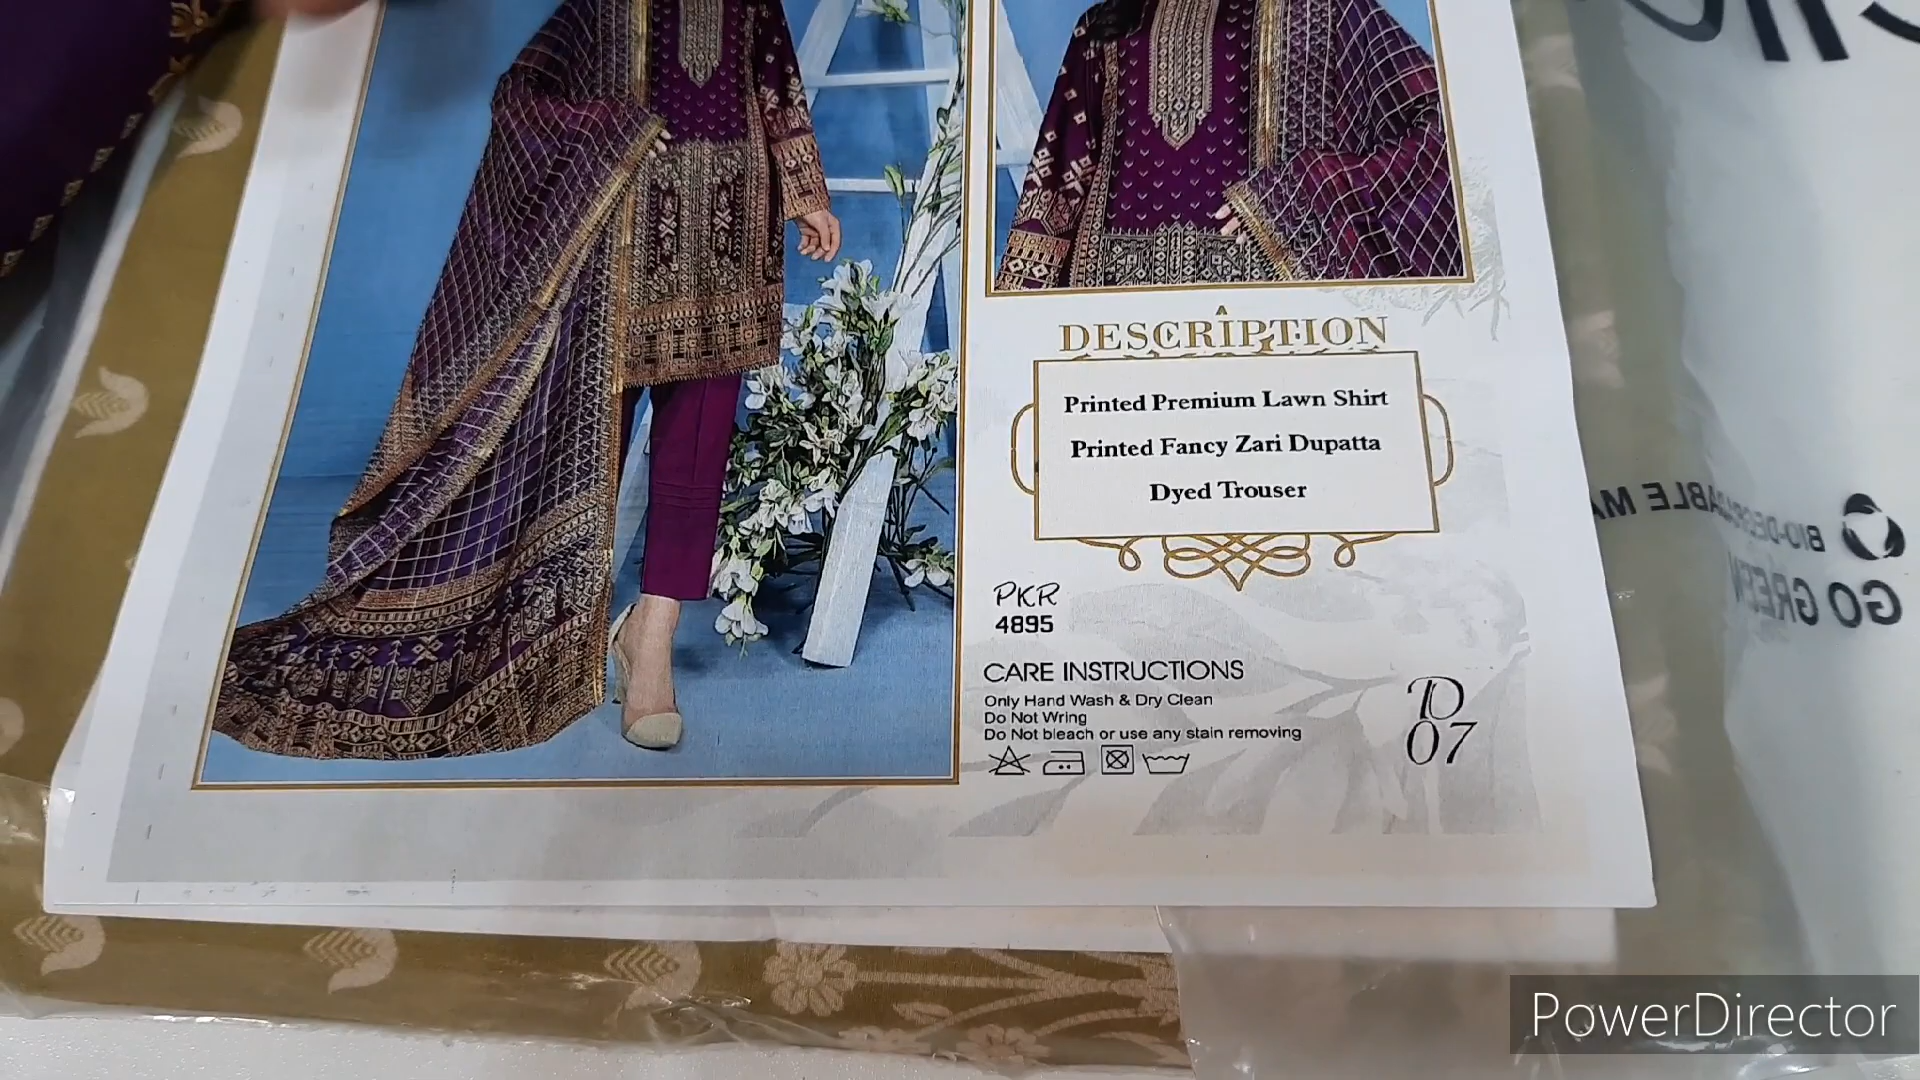 DESCRIPTION
Printed Premium Lawn Shirt
Printed Fancy Zari Dupatta
Dyed Trouser
PKR
4895
CARE INSTRUCTIONS
Only Hand Wash & Dry Clean
Do Not Wring
Do Not bleach or use any stain removing
D
07
GO GREEN
PowerDirector